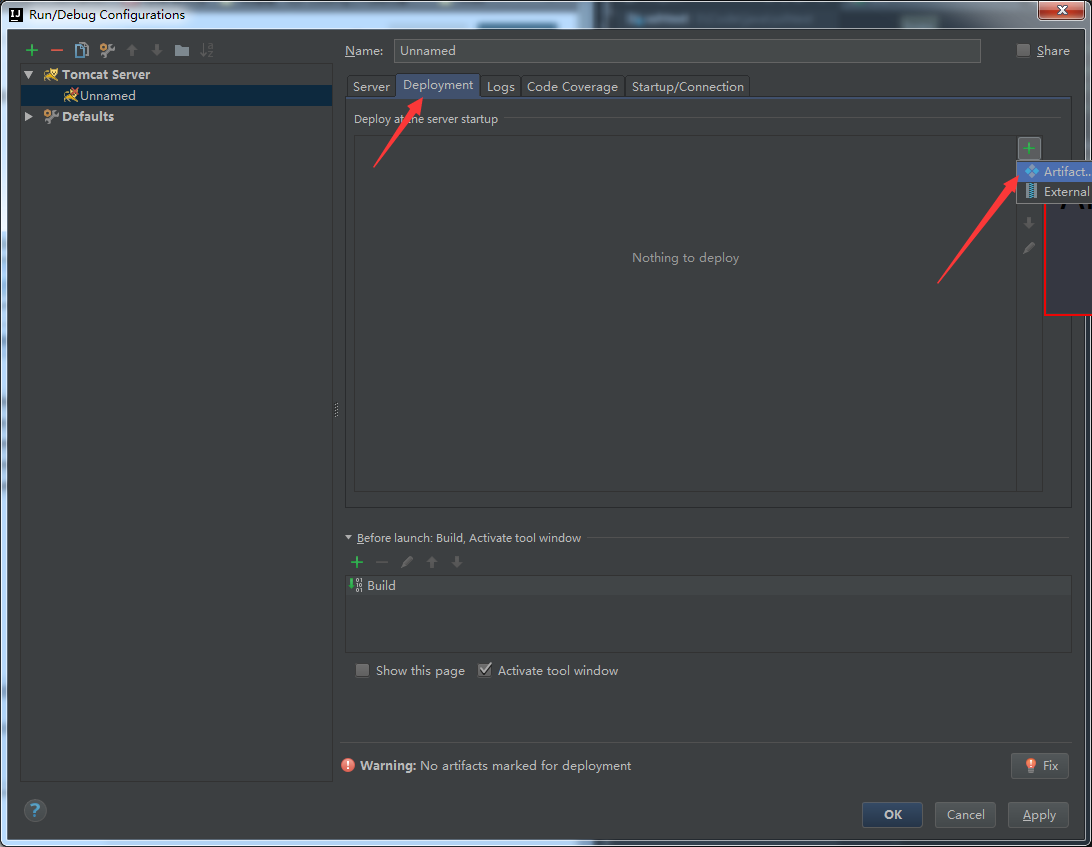 Run/Debug Configurations
Name: Unnamed
Share
Tomcat Server
Unnamed
Defaults
Server Deployment Logs Code Coverage Startup/Connection
Deploy at the server startup
Artifact...
External
Nothing to deploy
Before launch: Build, Activate tool window
Build
Show this page Activate tool window
Warning: No artifacts marked for deployment
Fix
OK Cancel Apply